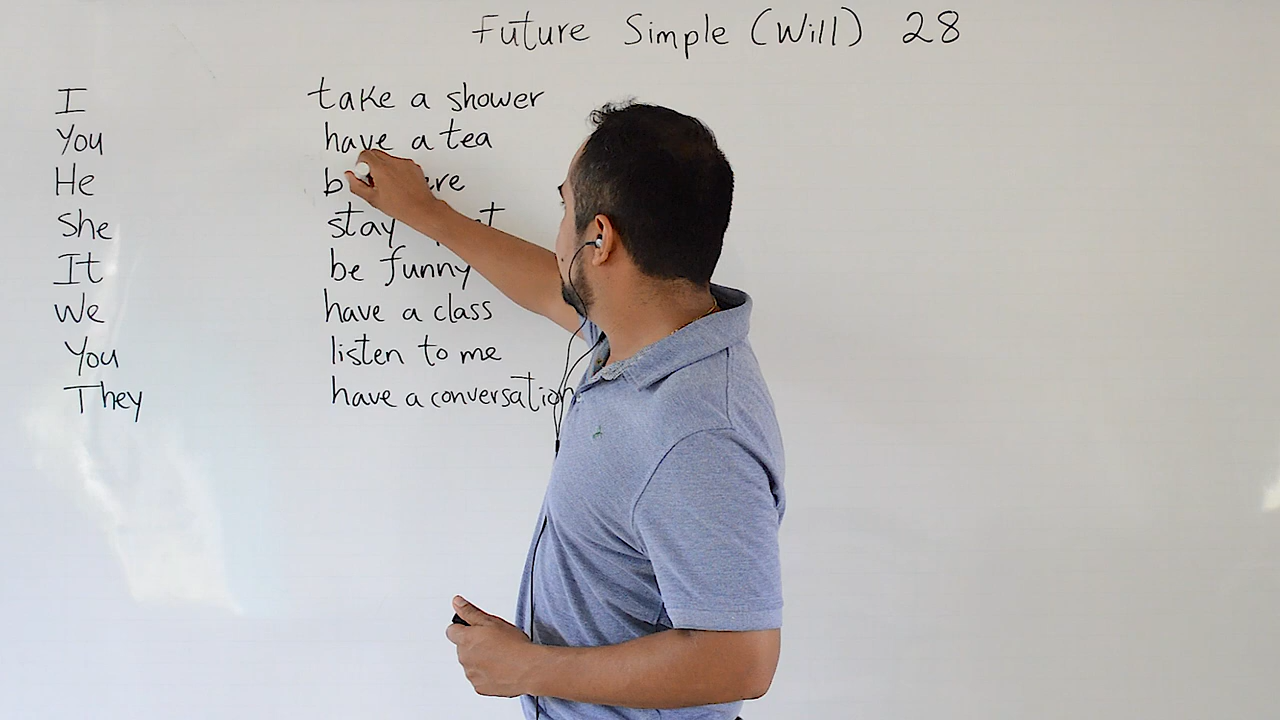 Future Simple (Will) 28
I take a shower
You have a tea
He
She stay
It be funny
We have a class
You listen to me
They have a conversation